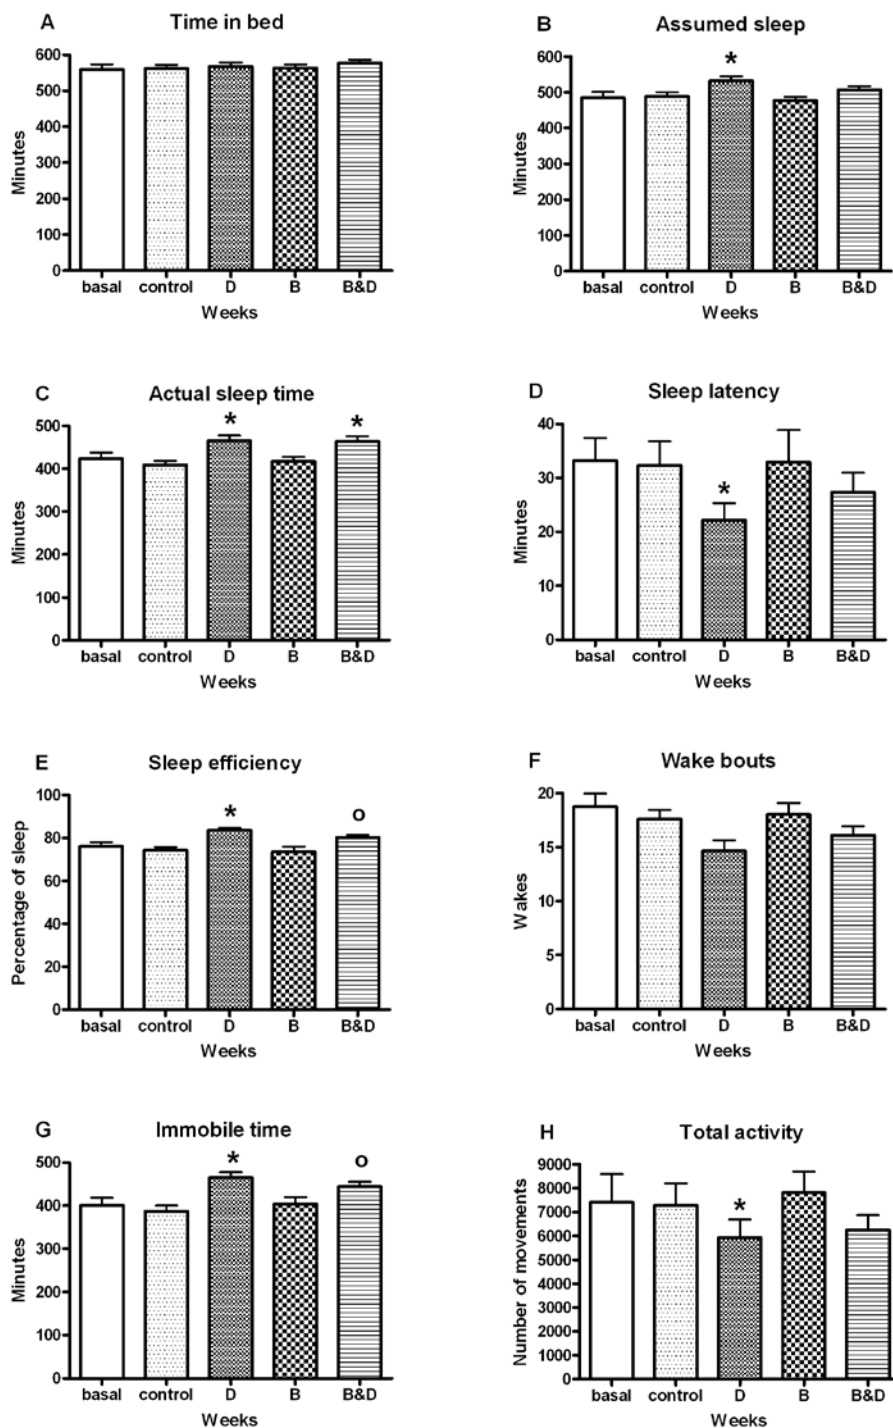 A Time in bed
Minutes
600
500
400
300
200
100
0
basal control D B B&D
Weeks
B Assumed sleep
Minutes
600
500
400
300
200
100
0
*
basal control D B B&D
Weeks
C Actual sleep time
Minutes
500
400
300
200
100
0
* *
basal control D B B&D
Weeks
D Sleep latency
Minutes
40
30
20
10
0
*
basal control D B B&D
Weeks
E Sleep efficiency
Percentage of sleep
100
80
60
40
20
0
* o
basal control D B B&D
Weeks
F Wake bouts
Wakes
20
15
10
5
0
basal control D B B&D
Weeks
G Immobile time
Minutes
500
400
300
200
100
0
* o
basal control D B B&D
Weeks
H Total activity
Number of movements
9000
8000
7000
6000
5000
4000
3000
2000
1000
0
*
basal control D B B&D
Weeks